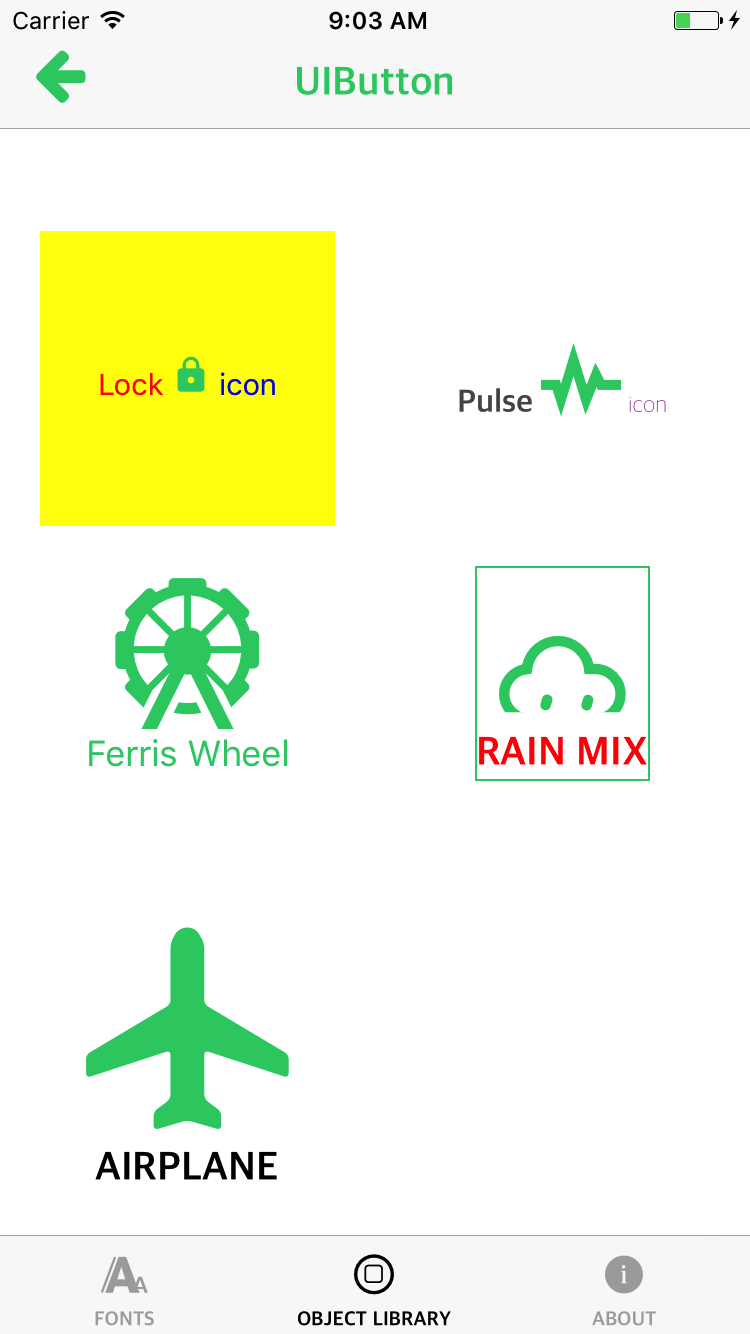 Carrier 9:03 AM
UIButton
Lock icon
Pulse icon
Ferris Wheel
RAIN MIX
AIRPLANE
FONTS OBJECT LIBRARY ABOUT